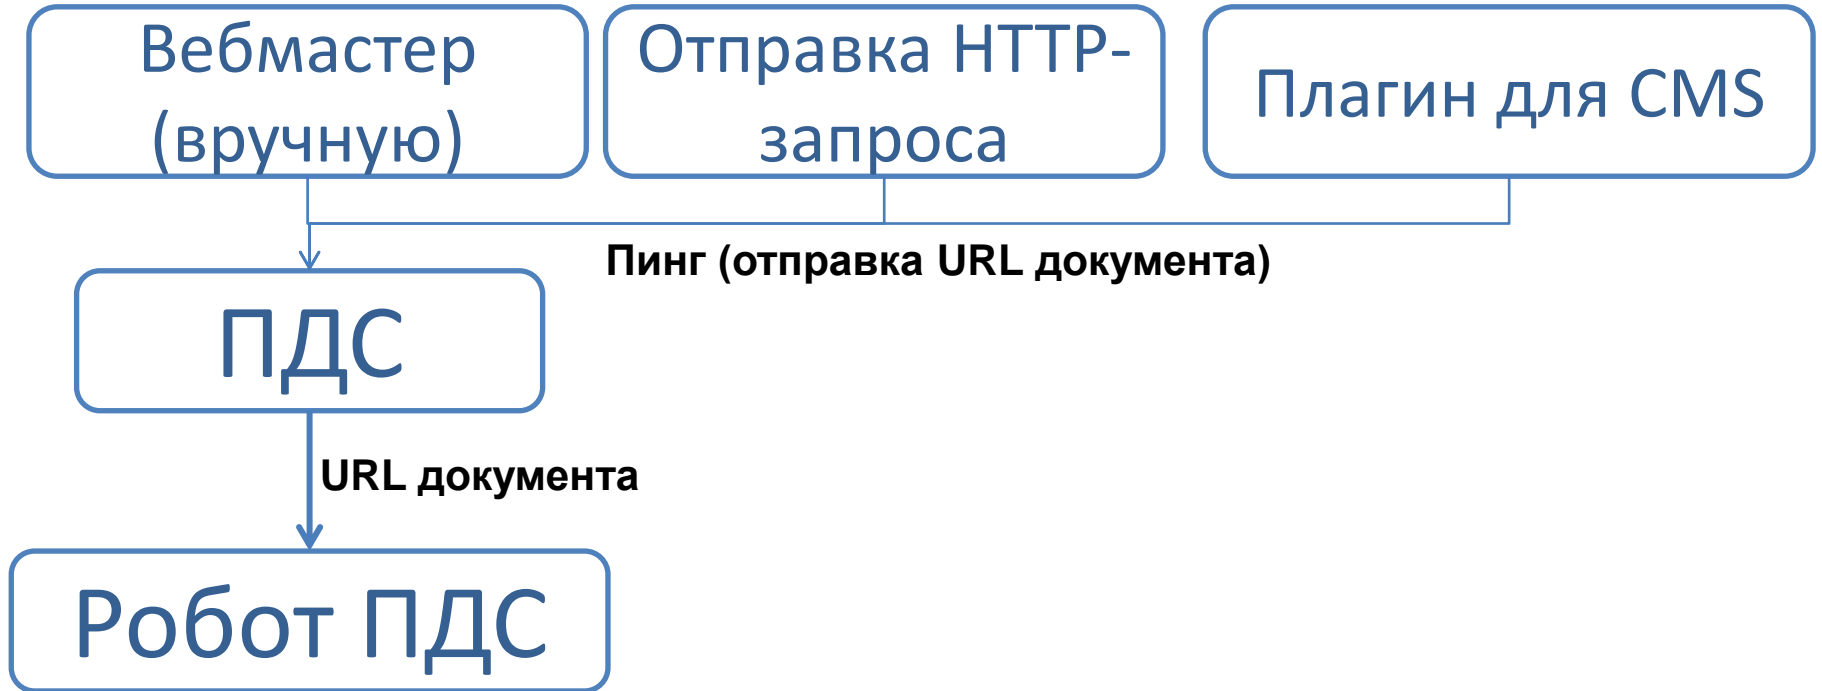 Вебмастер
(вручную)
Отправка HTTP-
запроса
Плагин для CMS
Пинг (отправка URL документа)
ПДС
URL документа
Робот ПДС